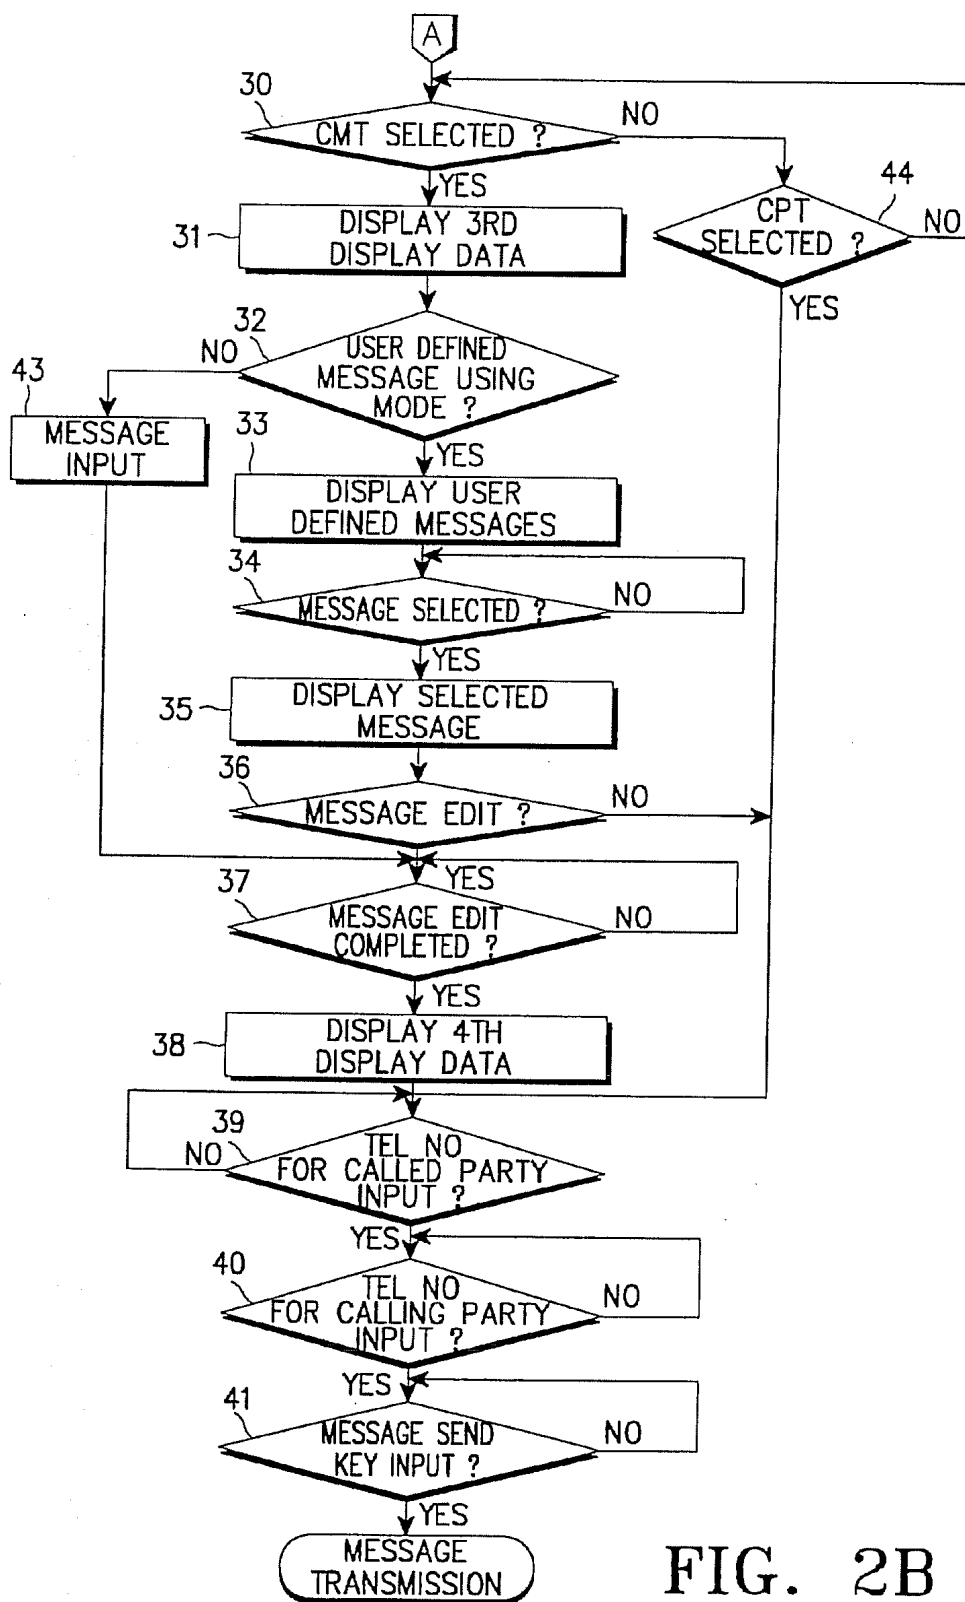 A
30
CMT SELECTED ?
NO
YES
44
CPT
SELECTED ?
NO
YES
31
DISPLAY 3RD
DISPLAY DATA
32
NO
USER DEFINED
MESSAGE USING
MODE ?
43
MESSAGE
INPUT
YES
33
DISPLAY USER
DEFINED MESSAGES
34
MESSAGE SELECTED ?
NO
YES
35
DISPLAY SELECTED
MESSAGE
36
MESSAGE EDIT ?
NO
YES
37
MESSAGE EDIT
COMPLETED ?
NO
YES
38
DISPLAY 4TH
DISPLAY DATA
39
NO
TEL NO
FOR CALLED PARTY
INPUT ?
YES
40
TEL NO
FOR CALLING PARTY
INPUT ?
NO
YES
41
MESSAGE SEND
KEY INPUT ?
NO
YES
MESSAGE
TRANSMISSION
FIG. 2B